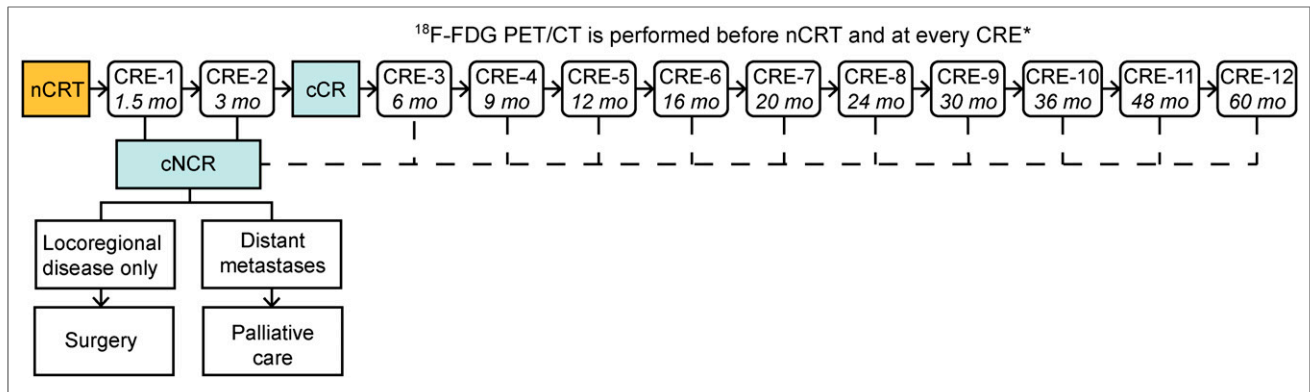 ¹⁸F-FDG PET/CT is performed before nCRT and at every CRE*
nCRT
CRE-1
1.5 mo
CRE-2
3 mo
cCR
CRE-3
6 mo
CRE-4
9 mo
CRE-5
12 mo
CRE-6
16 mo
CRE-7
20 mo
CRE-8
24 mo
CRE-9
30 mo
CRE-10
36 mo
CRE-11
48 mo
CRE-12
60 mo
cNCR
Locoregional
disease only
Distant
metastases
Surgery
Palliative
care